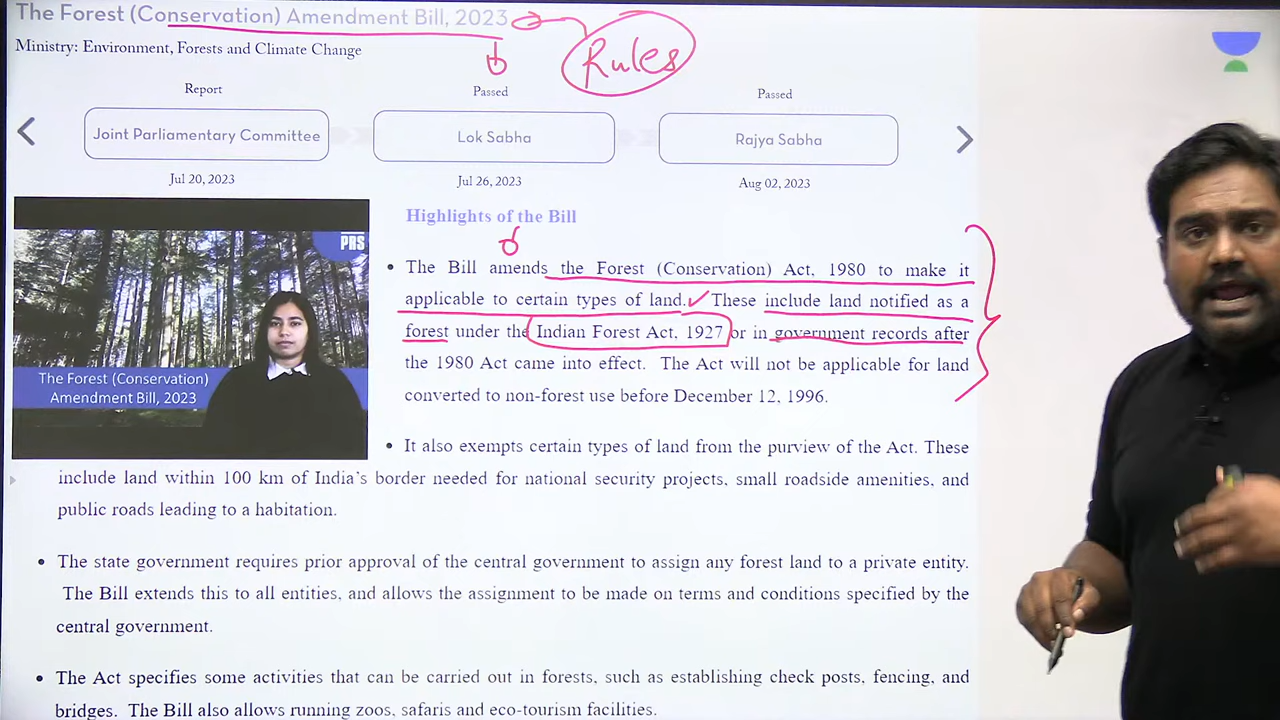 The Forest (Conservation) Amendment Bill, 2023
Rules
Ministry: Environment, Forests and Climate Change
Report
Passed
Passed
Joint Parliamentary Committee
Lok Sabha
Rajya Sabha
Jul 20, 2023
Jul 26, 2023
Aug 02, 2023
PRS
The Forest (Conservation)
Amendment Bill, 2023
Highlights of the Bill
• The Bill amends the Forest (Conservation) Act, 1980 to make it
applicable to certain types of land. These include land notified as a
forest under the Indian Forest Act, 1927 or in government records after
the 1980 Act came into effect. The Act will not be applicable for land
converted to non-forest use before December 12, 1996.
• It also exempts certain types of land from the purview of the Act. These
include land within 100 km of India's border needed for national security projects, small roadside amenities, and
public roads leading to a habitation.
• The state government requires prior approval of the central government to assign any forest land to a private entity.
The Bill extends this to all entities, and allows the assignment to be made on terms and conditions specified by the
central government.
• The Act specifies some activities that can be carried out in forests, such as establishing check posts, fencing, and
bridges. The Bill also allows running zoos, safaris and eco-tourism facilities.